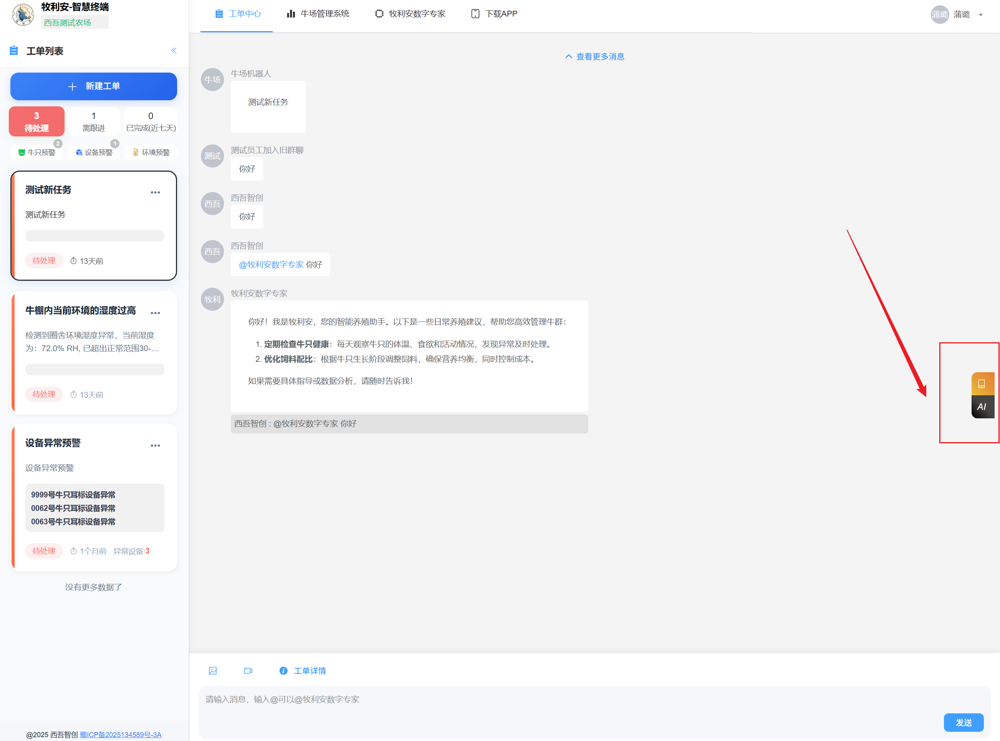 牧利安-智慧终端
西吾测试农场
工单列表
新建工单
3
待处理
1
需跟进
0
已完成(近七天)
牛只预警
2
设备预警
1
环境预警
测试新任务
测试新任务
待处理
13天前
牛棚内当前环境的湿度过高
检测到圈舍环境湿度异常，当前湿度
为：72.0% RH, 已超出正常范围30-...
待处理
13天前
设备异常预警
设备异常预警
9999号牛只耳标设备异常
0062号牛只耳标设备异常
0063号牛只耳标设备异常
待处理
1个月前 异常设备:3
没有更多数据了
@2025 西吾智创 蜀ICP备2025134589号-3A
工单中心
牛场管理系统
牧利安数字专家
下载APP
蒲璐
蒲璐
查看更多消息
牛场
牛场机器人
测试新任务
测试
测试员工加入旧群聊
你好
西吾
西吾智创
你好
西吾
西吾智创
@牧利安数字专家 你好
牧利
牧利安数字专家
你好！我是牧利安，您的智能养殖助手。以下是一些日常养殖建议，帮助您高效管理牛群：
1. 定期检查牛只健康：每天观察牛只的体温、食欲和活动情况，发现异常及时处理。
2. 优化饲料配比：根据牛只生长阶段调整饲料，确保营养均衡，同时控制成本。
如果需要具体指导或数据分析，请随时告诉我！
西吾智创 : @牧利安数字专家 你好
AI
工单详情
请输入消息，输入@可以@牧利安数字专家
发送